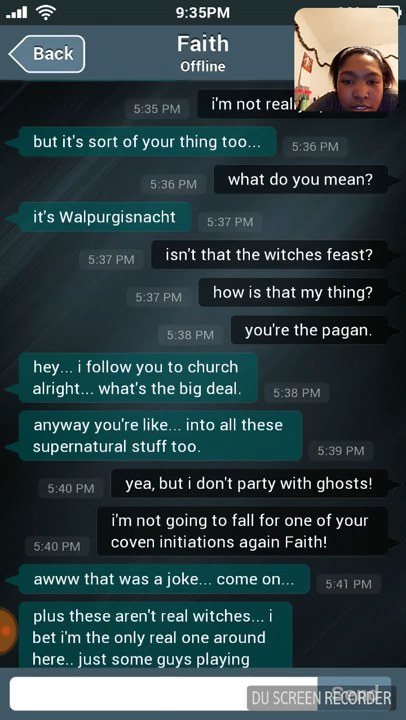 9:35PM
Back
Faith
Offline
5:35 PM
i'm not real
but it's sort of your thing too...
5:36 PM
5:36 PM
what do you mean?
it's Walpurgisnacht
5:37 PM
5:37 PM
isn't that the witches feast?
5:37 PM
how is that my thing?
5:38 PM
you're the pagan.
hey... i follow you to church
alright... what's the big deal.
5:38 PM
anyway you're like... into all these
supernatural stuff too.
5:39 PM
5:40 PM
yea, but i don't party with ghosts!
i'm not going to fall for one of your
coven initiations again Faith!
5:40 PM
awww that was a joke... come on...
5:41 PM
plus these aren't real witches... i
bet i'm the only real one around
here.. just some guys playing
Send
DU SCREEN RECORDER